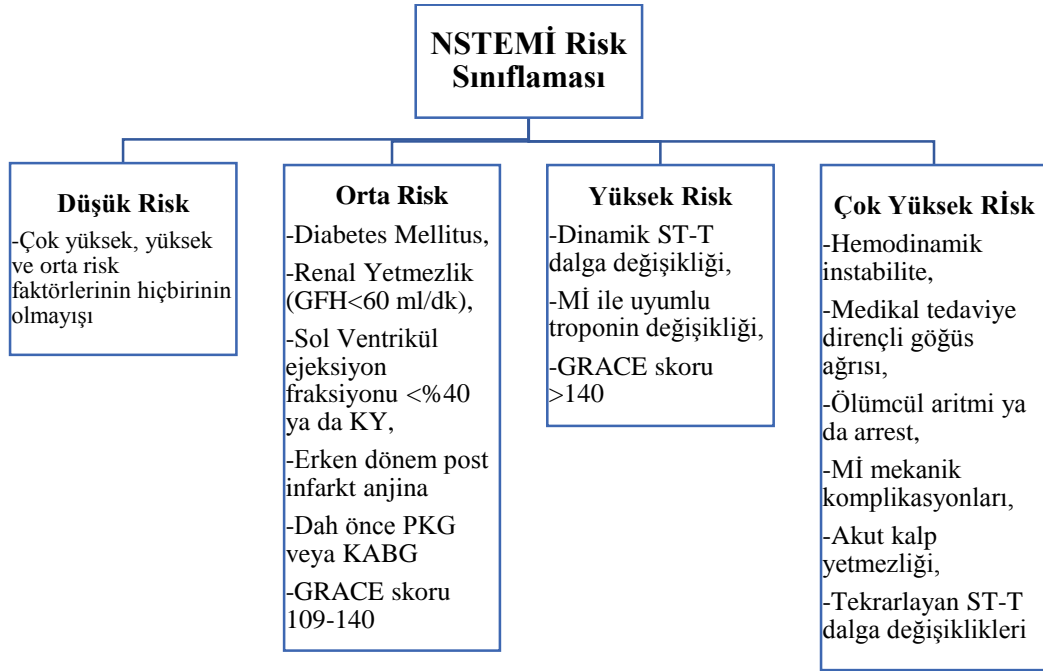 NSTEMİ Risk
Sınıflaması
Düşük Risk
-Çok yüksek, yüksek
ve orta risk
faktörlerinin hiçbirinin
olmayışı
Orta Risk
-Diabetes Mellitus,
-Renal Yetmezlik
(GFH<60 ml/dk),
-Sol Ventrikül
ejeksiyon
fraksiyonu <%40
ya da KY,
-Erken dönem post
infarkt anjina
-Dah önce PKG
veya KABG
-GRACE skoru
109-140
Yüksek Risk
-Dinamik ST-T
dalga değişikliği,
-Mİ ile uyumlu
troponin değişikliği,
-GRACE skoru
>140
Çok Yüksek Rİsk
-Hemodinamik
instabilite,
-Medikal tedaviye
dirençli göğüs
ağrısı,
-Ölümcül aritmi ya
da arrest,
-Mİ mekanik
komplikasyonları,
-Akut kalp
yetmezliği,
-Tekrarlayan ST-T
dalga değişiklikleri